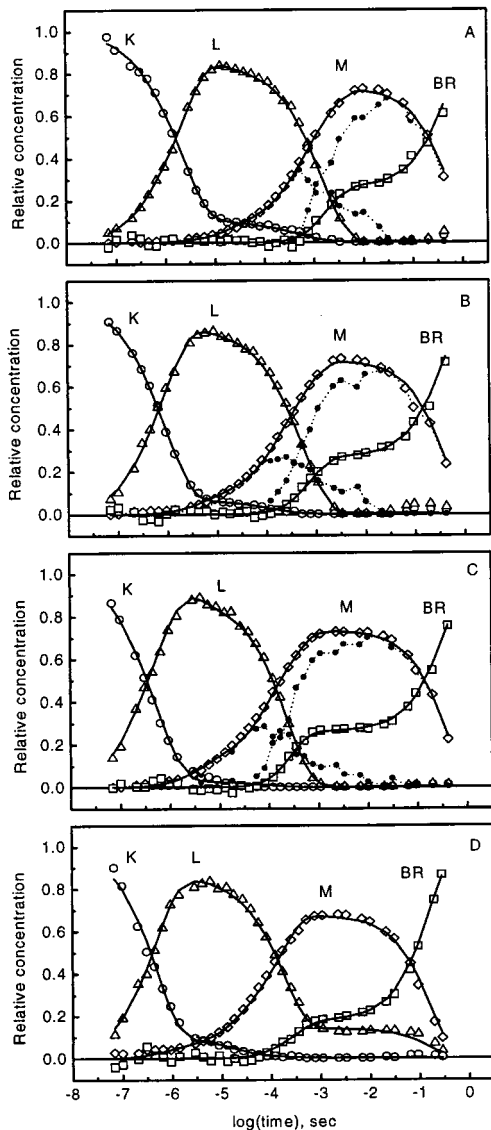 A
K
L
M
BR
1.0
0.8
0.6
0.4
0.2
0.0
Relative concentration
B
K
L
M
BR
1.0
0.8
0.6
0.4
0.2
0.0
Relative concentration
C
K
L
M
BR
1.0
0.8
0.6
0.4
0.2
0.0
Relative concentration
D
K
L
M
BR
1.0
0.8
0.6
0.4
0.2
0.0
Relative concentration
-8 -7 -6 -5 -4 -3 -2 -1 0
log(time), sec